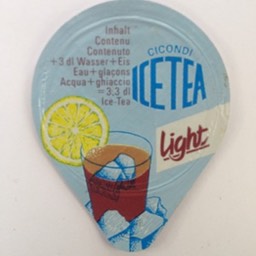 Inhalt
Contenu
Contenuto
+3 dl Wasser+Eis
Eau+glaçons
Acqua+ghiaccio
=3,3 dl
Ice-Tea
CICONDI
ICE TEA
Light